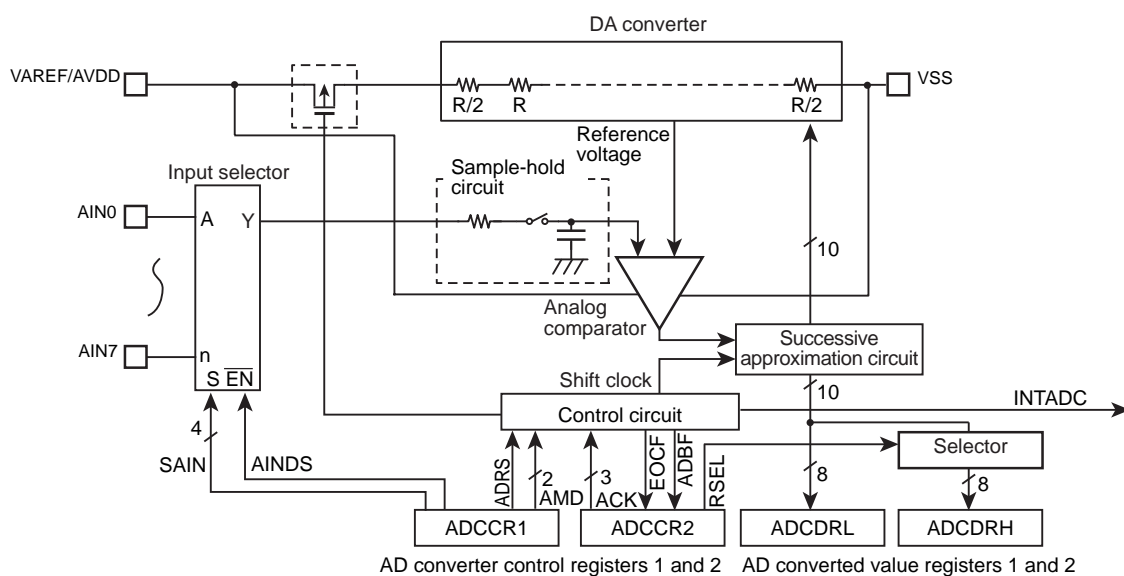 DA converter
VAREF/AVDD
VSS
R/2
R
R/2
Reference
voltage
Sample-hold
circuit
Input selector
AIN0
A
Y
10
Analog
comparator
AIN7
n
S
EN
Successive
approximation circuit
Shift clock
10
INTADC
Control circuit
4
SAIN
AINDS
ADRS
2
AMD
3
ACK
EOCF
ADBF
RSEL
Selector
8
8
ADCCR1
ADCCR2
ADCDRL
ADCDRH
AD converter control registers 1 and 2
AD converted value registers 1 and 2